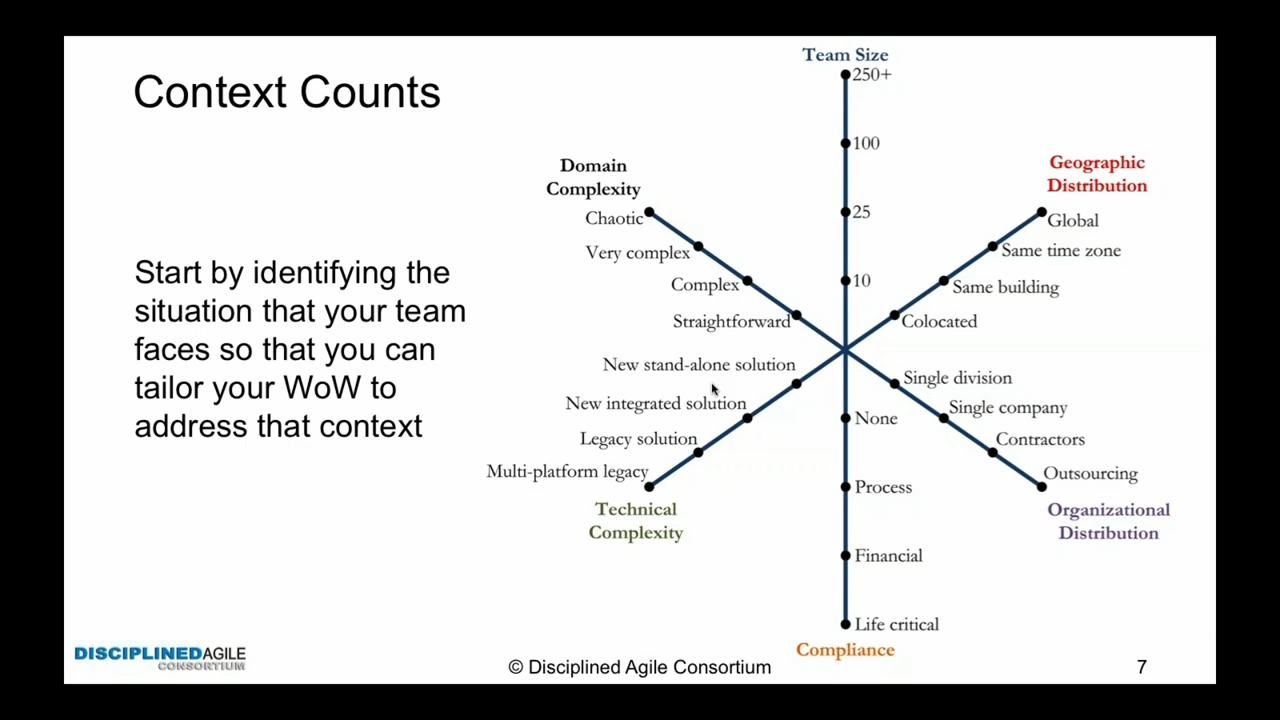 Context Counts
Start by identifying the
situation that your team
faces so that you can
tailor your WoW to
address that context
Team Size
250+
100
25
10
Geographic
Distribution
Global
Same time zone
Same building
Colocated
Domain
Complexity
Chaotic
Very complex
Complex
Straightforward
New stand-alone solution
New integrated solution
Legacy solution
Multi-platform legacy
Technical
Complexity
None
Process
Financial
Life critical
Compliance
Single division
Single company
Contractors
Outsourcing
Organizational
Distribution
DISCIPLINEDAGILE
CONSORTIUM
© Disciplined Agile Consortium
7